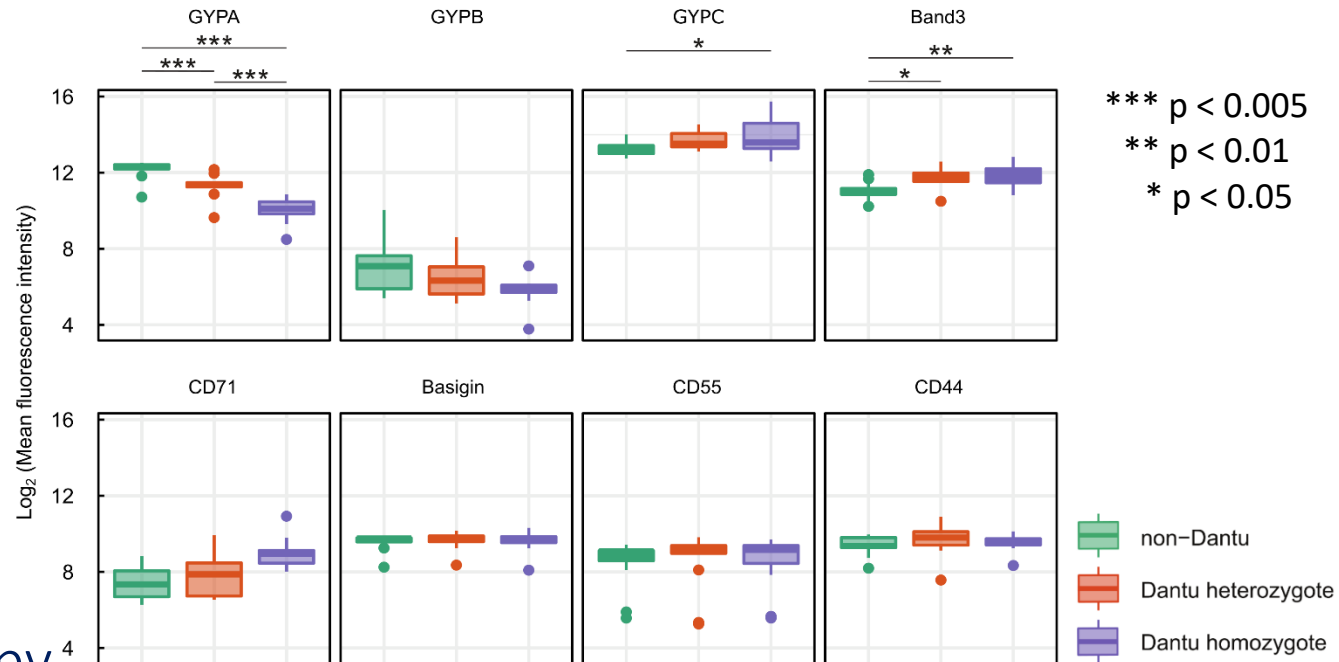 GYPA GYPB GYPC Band3
*** * **
*** *** *
16
12
8
4
*** p < 0.005
** p < 0.01
* p < 0.05
Log2 (Mean fluorescence intensity)
CD71 Basigin CD55 CD44
16
12
8
4
non-Dantu
Dantu heterozygote
Dantu homozygote